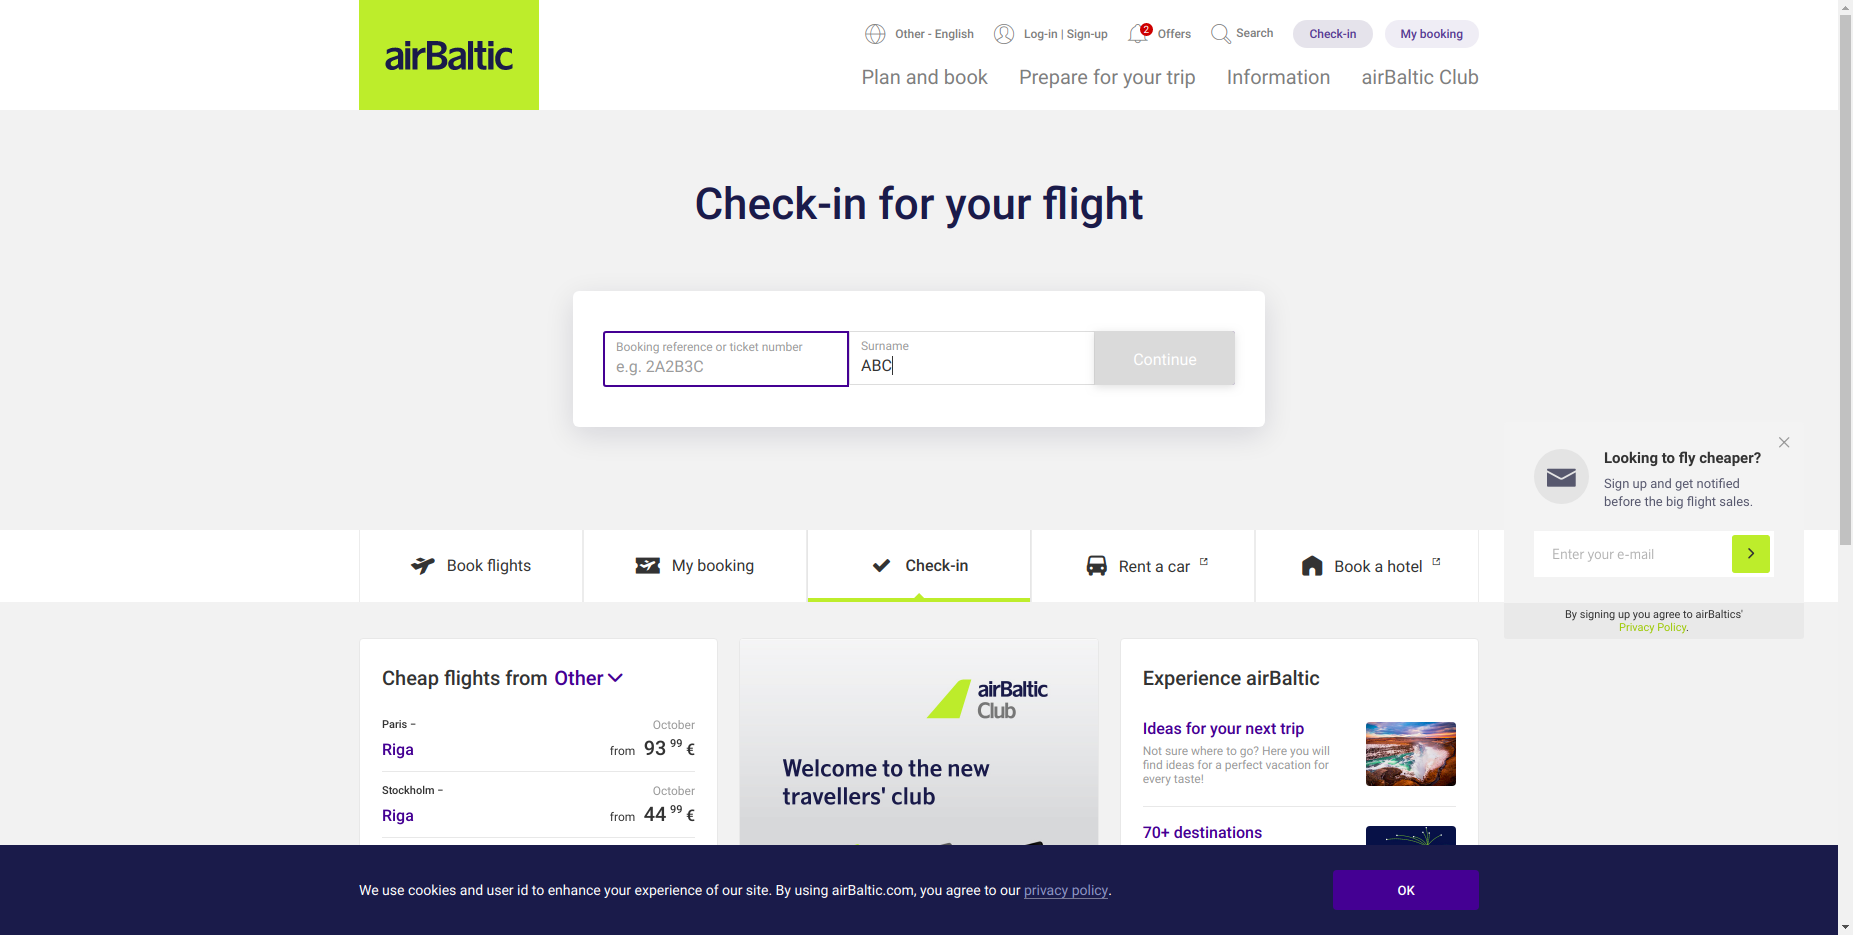 airBaltic
Other - English
Log-in | Sign-up
2
Offers
Search
Check-in
My booking
Plan and book
Prepare for your trip
Information
airBaltic Club
Check-in for your flight
Booking reference or ticket number
e.g. 2A2B3C
Surname
ABC
Continue
Looking to fly cheaper?
Sign up and get notified
before the big flight sales.
Enter your e-mail
By signing up you agree to airBaltics'
Privacy Policy.
Book flights
My booking
Check-in
Rent a car
Book a hotel
Cheap flights from Other
Paris –
October
Riga
from 93 99 €
Stockholm –
October
Riga
from 44 99 €
airBaltic
Club
Welcome to the new
travellers' club
Experience airBaltic
Ideas for your next trip
Not sure where to go? Here you will
find ideas for a perfect vacation for
every taste!
70+ destinations
We use cookies and user id to enhance your experience of our site. By using airBaltic.com, you agree to our privacy policy.
OK